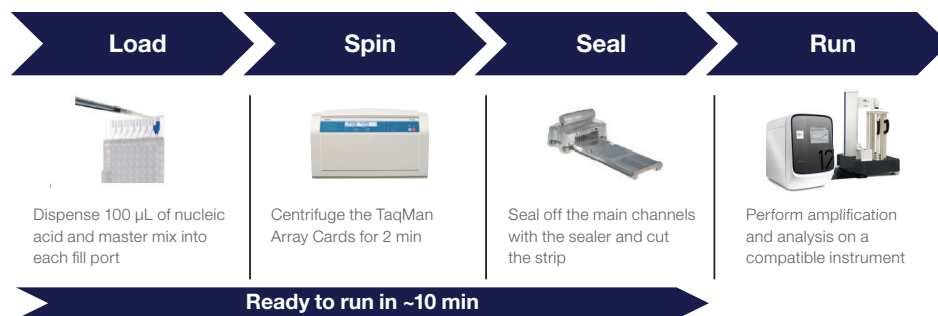 Load
Spin
Seal
Run
Dispense 100 µL of nucleic
acid and master mix into
each fill port
Centrifuge the TaqMan
Array Cards for 2 min
Seal off the main channels
with the sealer and cut
the strip
12
Perform amplification
and analysis on a
compatible instrument
Ready to run in ~10 min